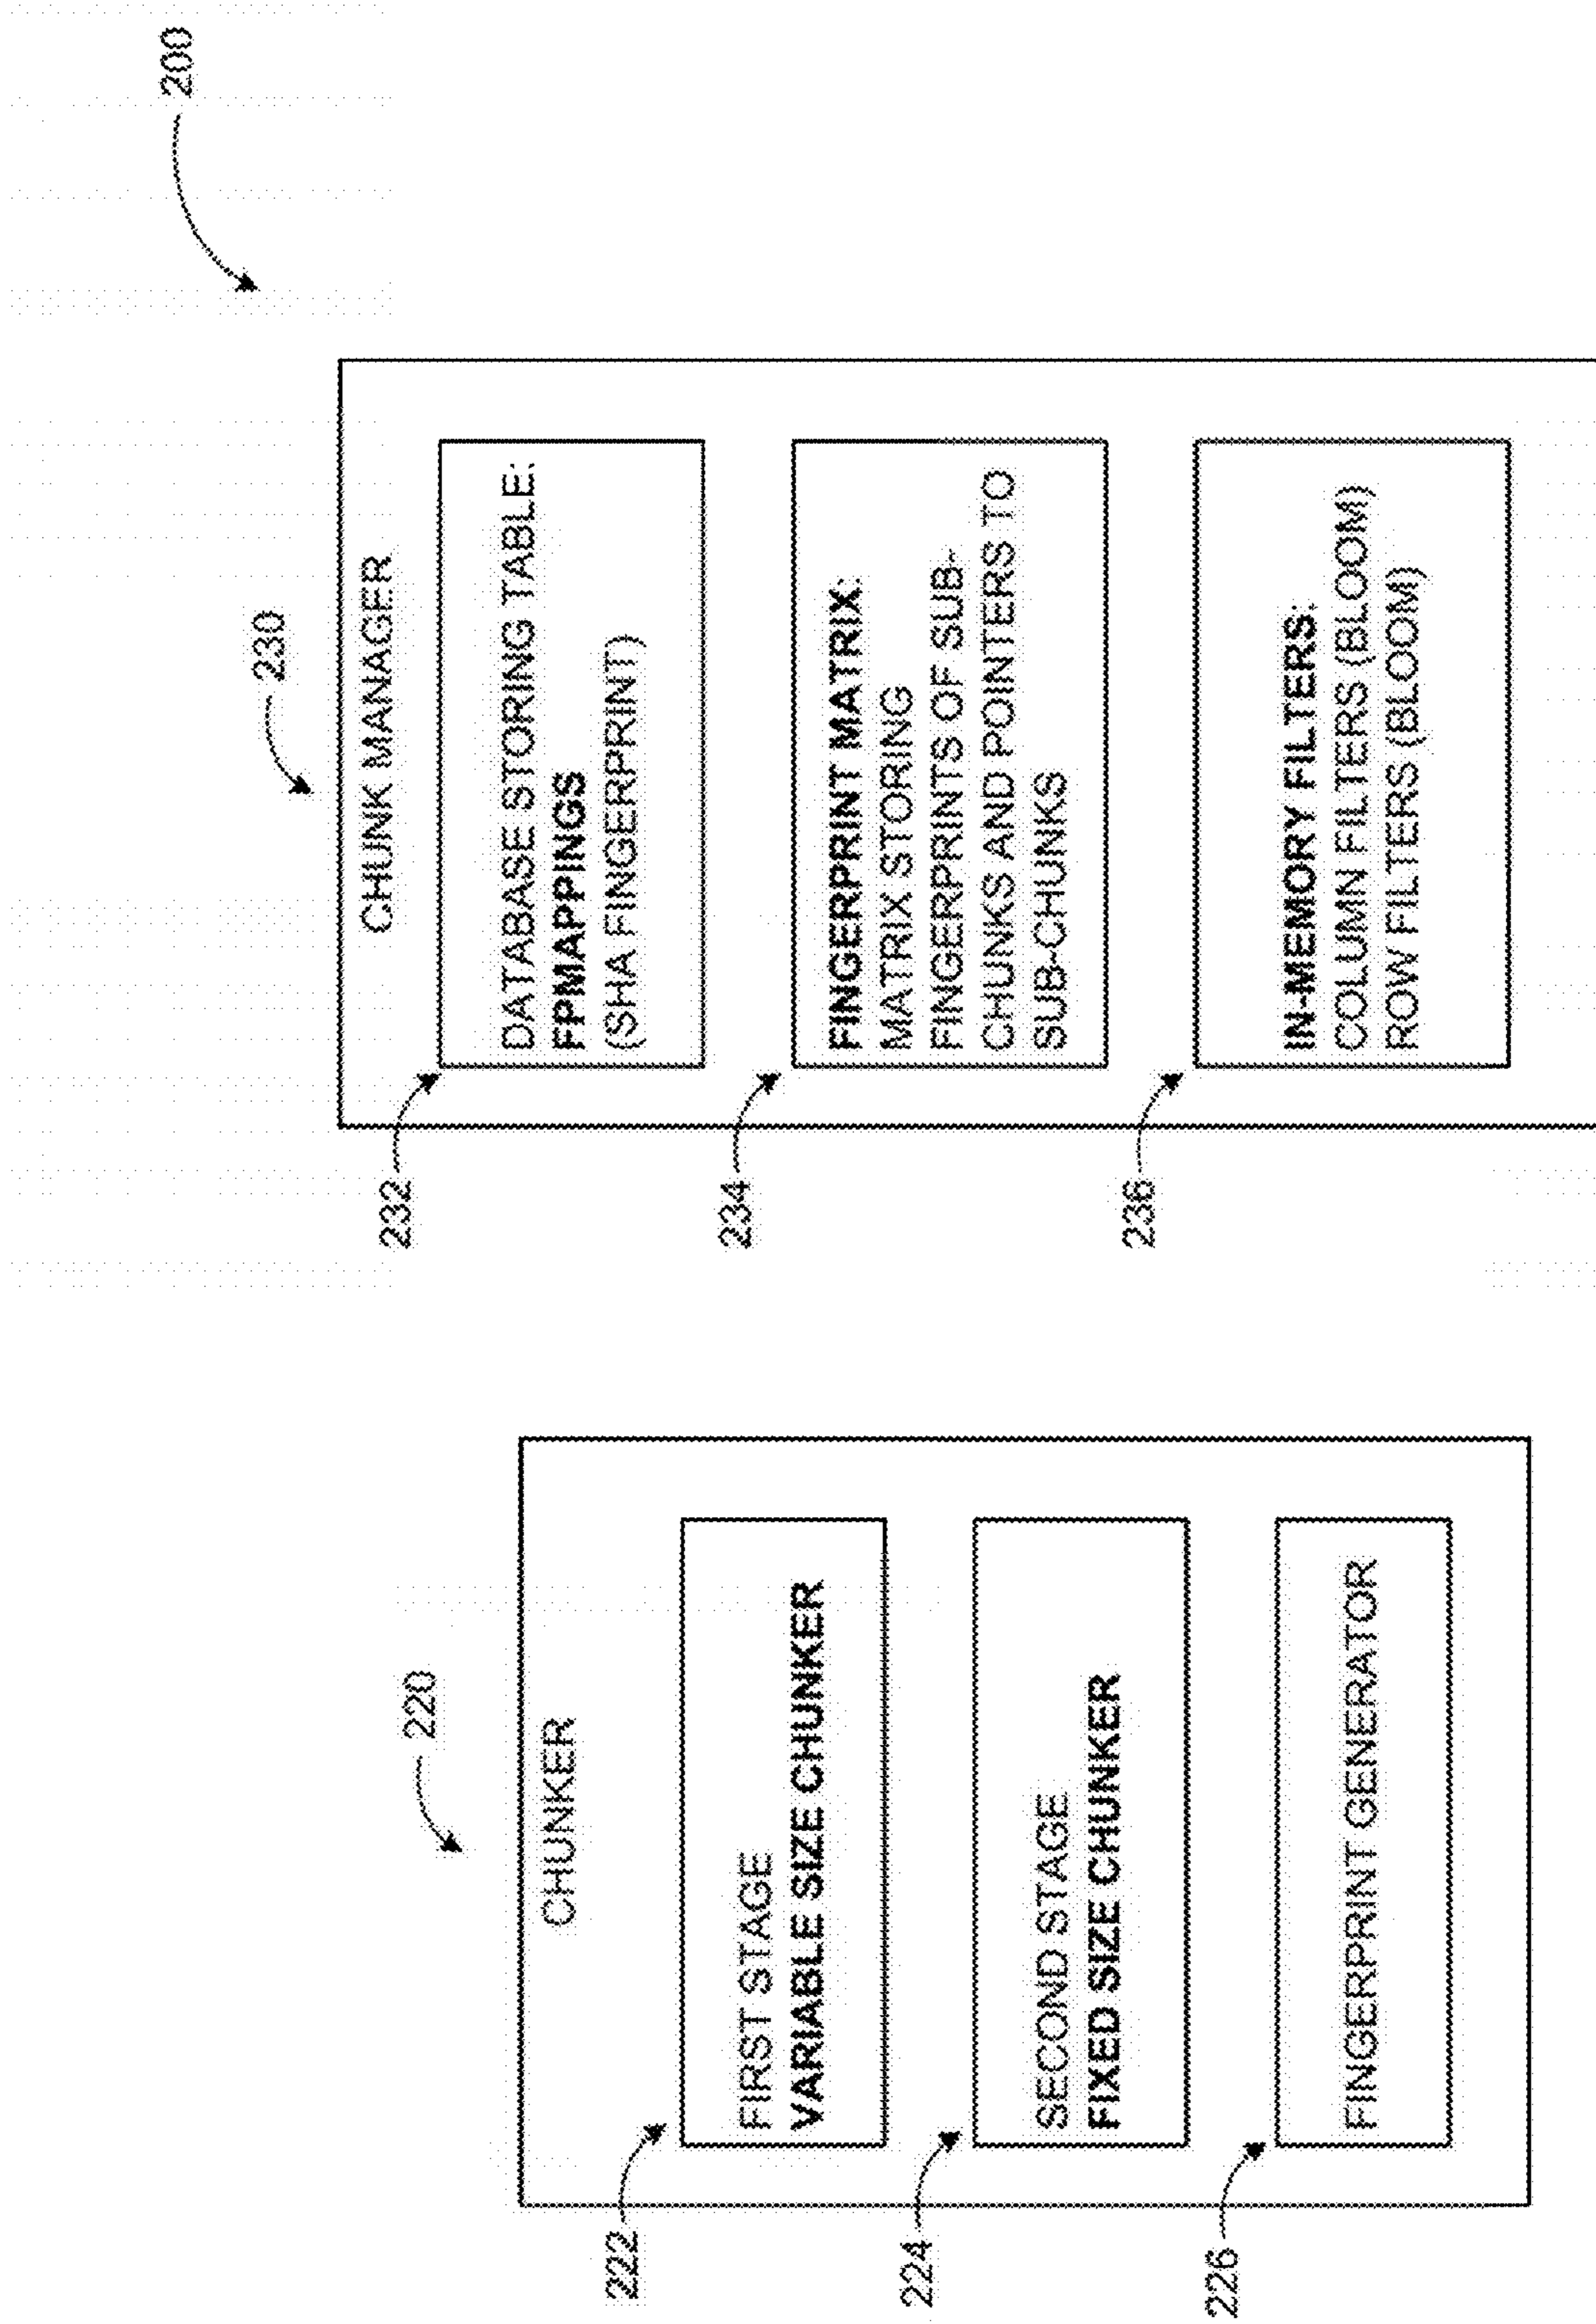 200
220
CHUNKER
222
FIRST STAGE
VARIABLE SIZE CHUNKER
224
SECOND STAGE
FIXED SIZE CHUNKER
226
FINGERPRINT GENERATOR
230
CHUNK MANAGER
232
DATABASE STORING TABLE:
FPMAPPINGS
(SHA FINGERPRINT)
234
FINGERPRINT MATRIX:
MATRIX STORING
FINGERPRINTS OF SUB-
CHUNKS AND POINTERS TO
SUB-CHUNKS
236
IN-MEMORY FILTERS:
COLUMN FILTERS (BLOOM)
ROW FILTERS (BLOOM)